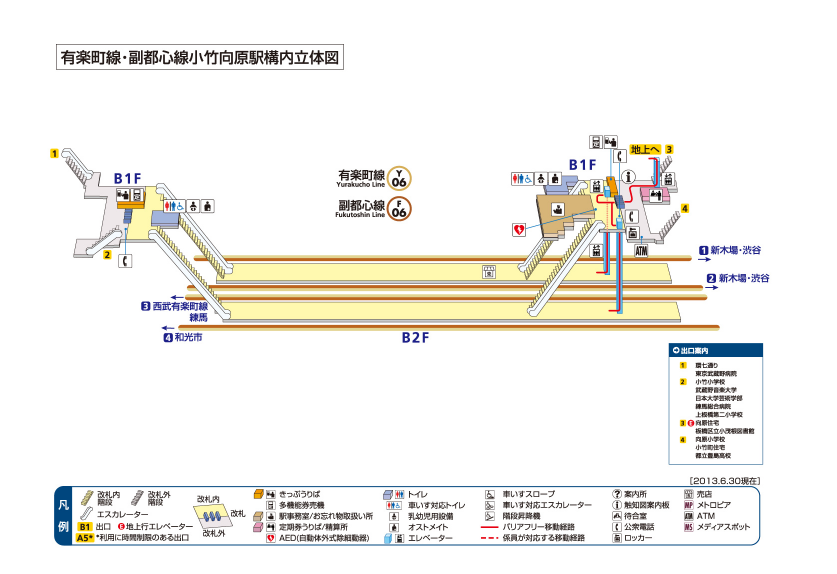 有楽町線・副都心線小竹向原駅構内立体図
1
B1F
有楽町線
Yurakucho Line
Y
06
副都心線
Fukutoshin Line
F
06
B1F
地上へ 3
4
2
ATM
1 新木場・渋谷
2 新木場・渋谷
3 西武有楽町線
練馬
4 和光市
B2F
出口案内
1 環七通り
東京武蔵野病院
2 小竹小学校
武蔵野音楽大学
日本大学芸術学部
練馬総合病院
上板橋第二小学校
3 E 向原住宅
板橋区立小茂根図書館
4 向原小学校
小竹町住宅
都立豊島高校
[2013.6.30現在]
凡例
改札内階段
改札外階段
エスカレーター
B1 出口
E 地上行エレベーター
A5* *利用に時間制限のある出口
改札内
改札
改札外
きっぷうりば
多機能券売機
駅事務室/お忘れ物取扱い所
定期券うりば/精算所
AED(自動体外式除細動器)
トイレ
車いす対応トイレ
乳幼児用設備
オストメイト
エレベーター
車いすスロープ
車いす対応エスカレーター
階段昇降機
バリアフリー移動経路
係員が対応する移動経路
案内所
触知図案内板
待合室
公衆電話
ロッカー
売店
MP メトロピア
ATM ATM
MS メディアスポット